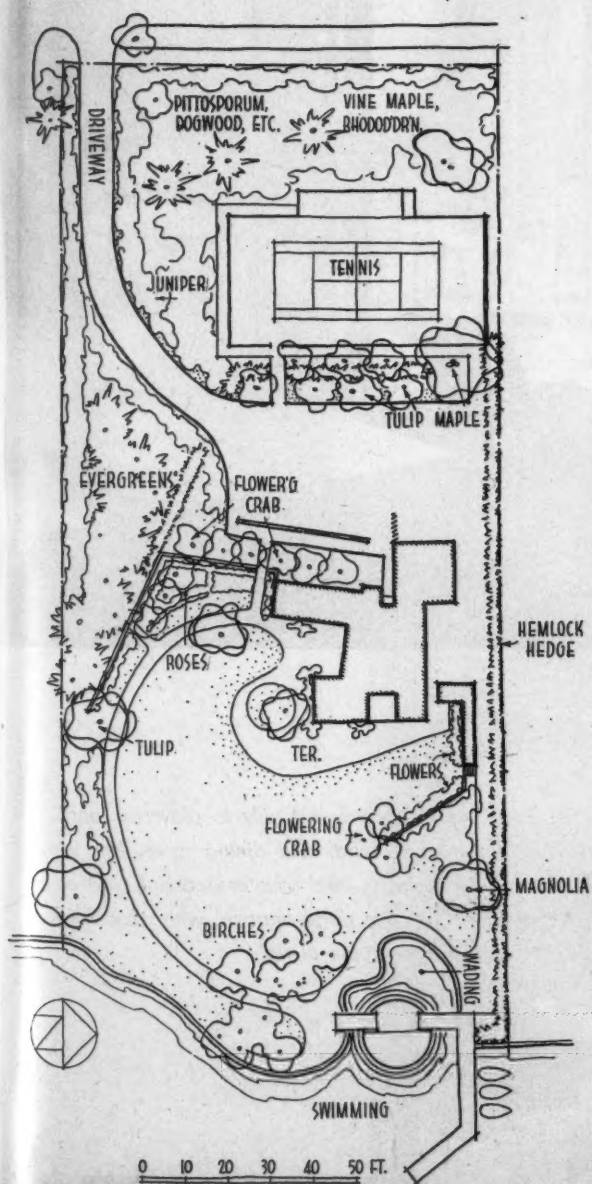 PITTOSPORUM,
DOGWOOD, ETC.
VINE MAPLE,
RHODOD'DR'N.
DRIVEWAY
TENNIS
JUNIPER
TULIP MAPLE
EVERGREENS
FLOWER'G
CRAB
HEMLOCK
HEDGE
ROSES
TULIP
TER.
FLOWERS
FLOWERING
CRAB
MAGNOLIA
BIRCHES
WADING
SWIMMING
0 10 20 30 40 50 FT.